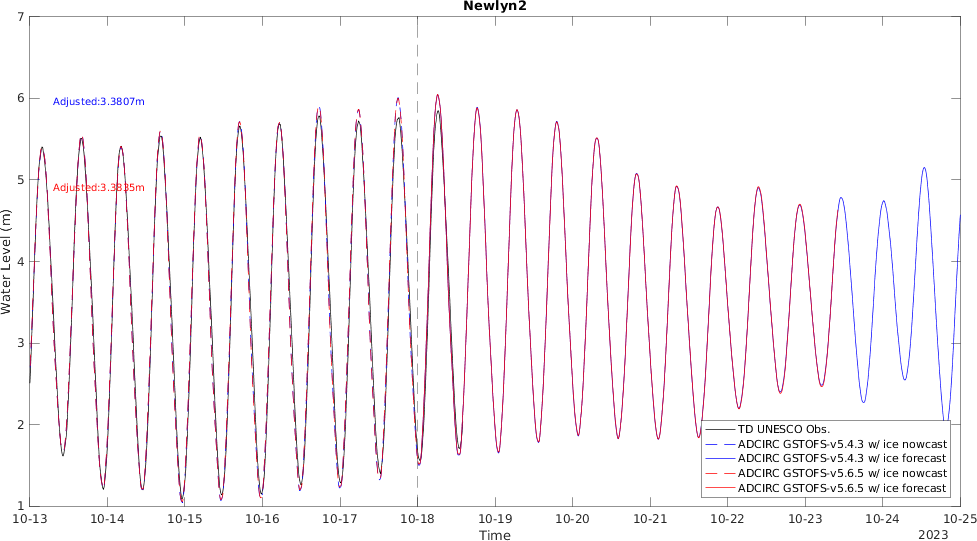 Newlyn2
7
6
5
4
3
2
1
Water Level (m)
Adjusted:3.3807m
Adjusted:3.3835m
TD UNESCO Obs.
ADCIRC GSTOFS-v5.4.3 w/ ice nowcast
ADCIRC GSTOFS-v5.4.3 w/ ice forecast
ADCIRC GSTOFS-v5.6.5 w/ ice nowcast
ADCIRC GSTOFS-v5.6.5 w/ ice forecast
10-13 10-14 10-15 10-16 10-17 10-18 10-19 10-20 10-21 10-22 10-23 10-24 10-25
Time
2023